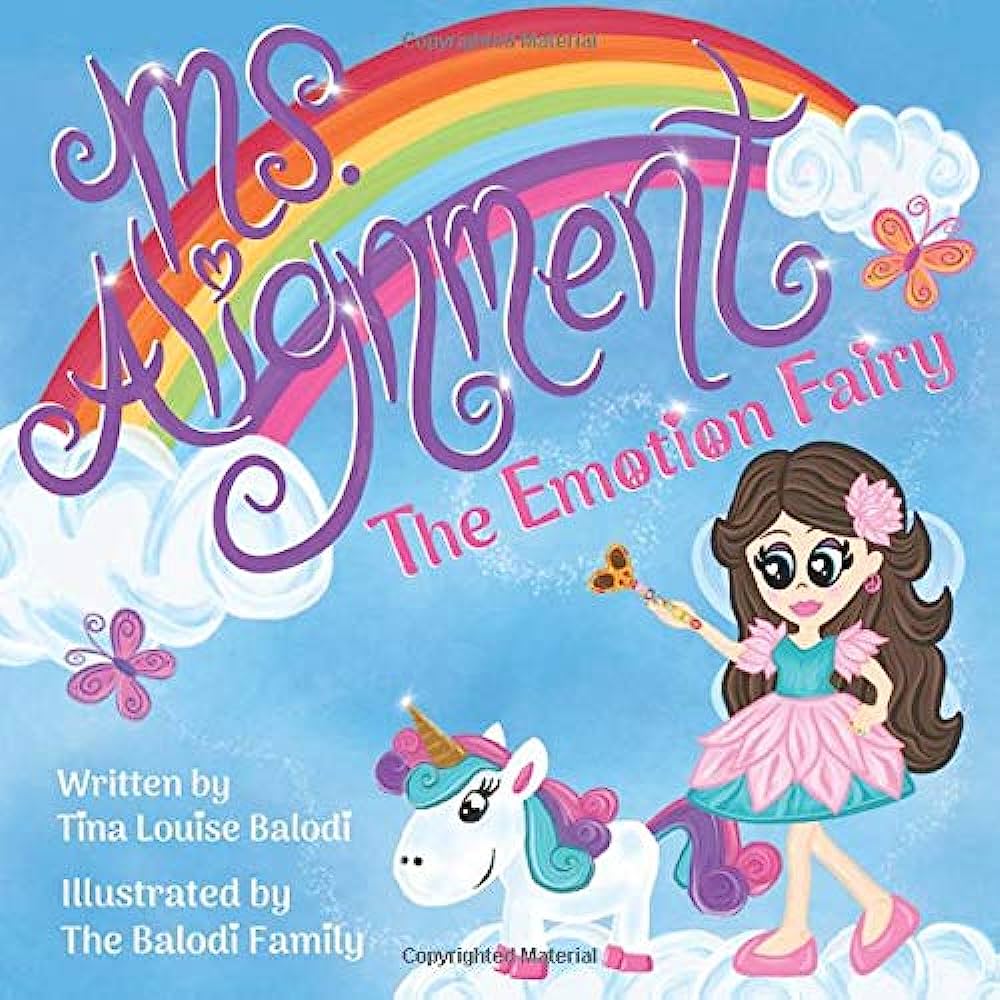 Copyrighted Material
Ms.
Alignment
The Emotion Fairy
Written by
Tina Louise Balodi
Illustrated by
The Balodi Family
Copyrighted Material